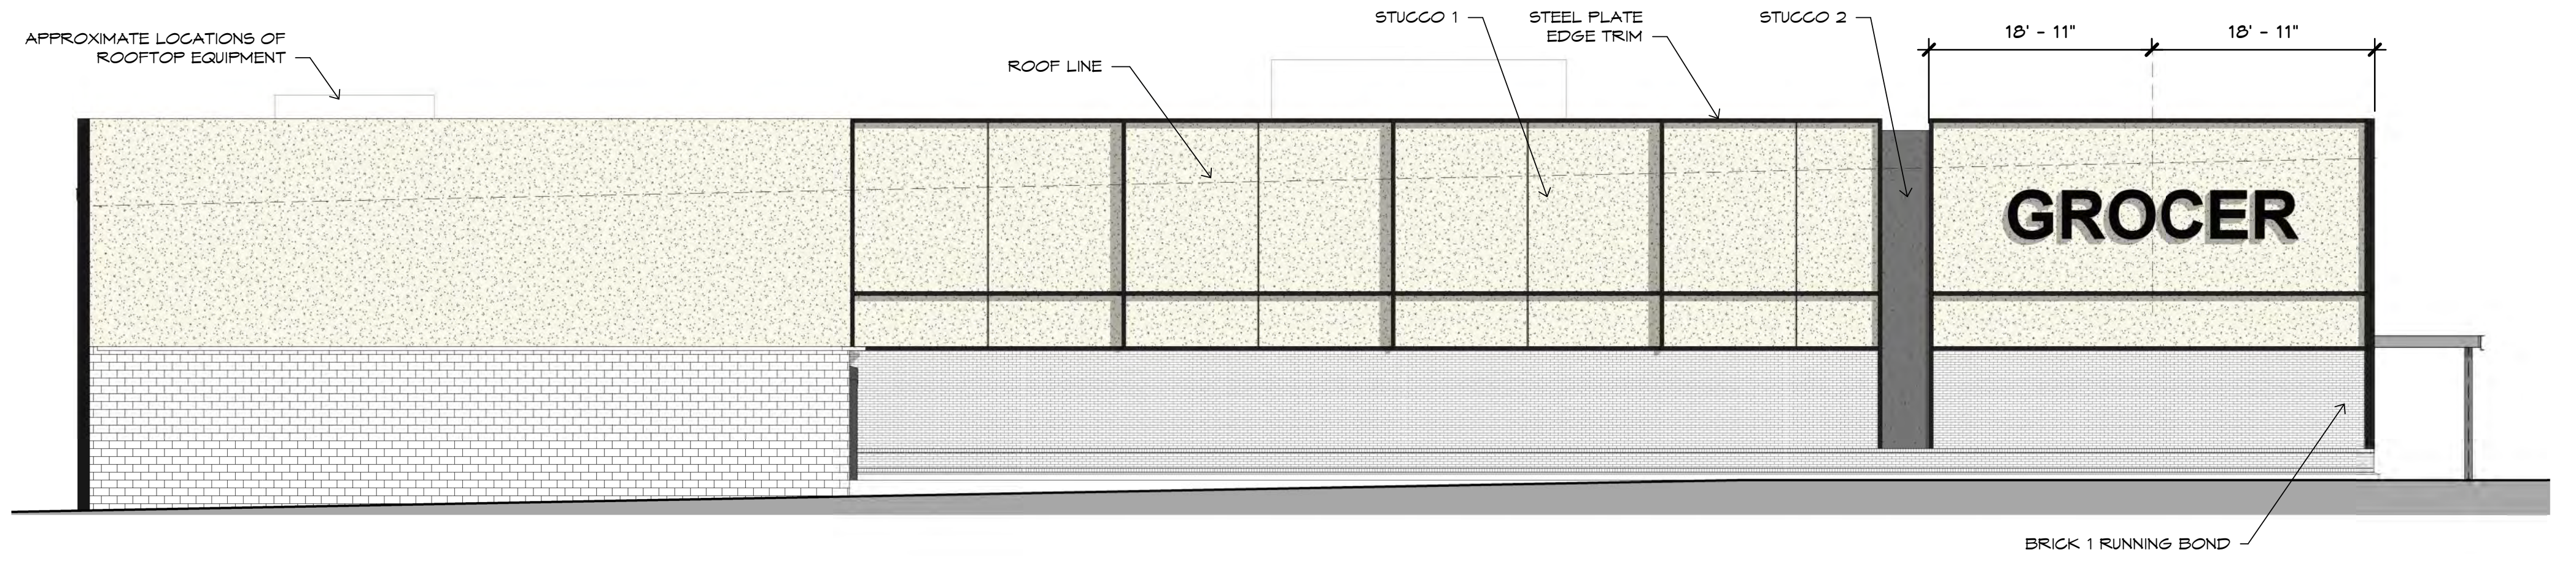 APPROXIMATE LOCATIONS OF
ROOFTOP EQUIPMENT
ROOF LINE
STUCCO 1
STEEL PLATE
EDGE TRIM
STUCCO 2
18' - 11"
18' - 11"
GROCER
BRICK 1 RUNNING BOND